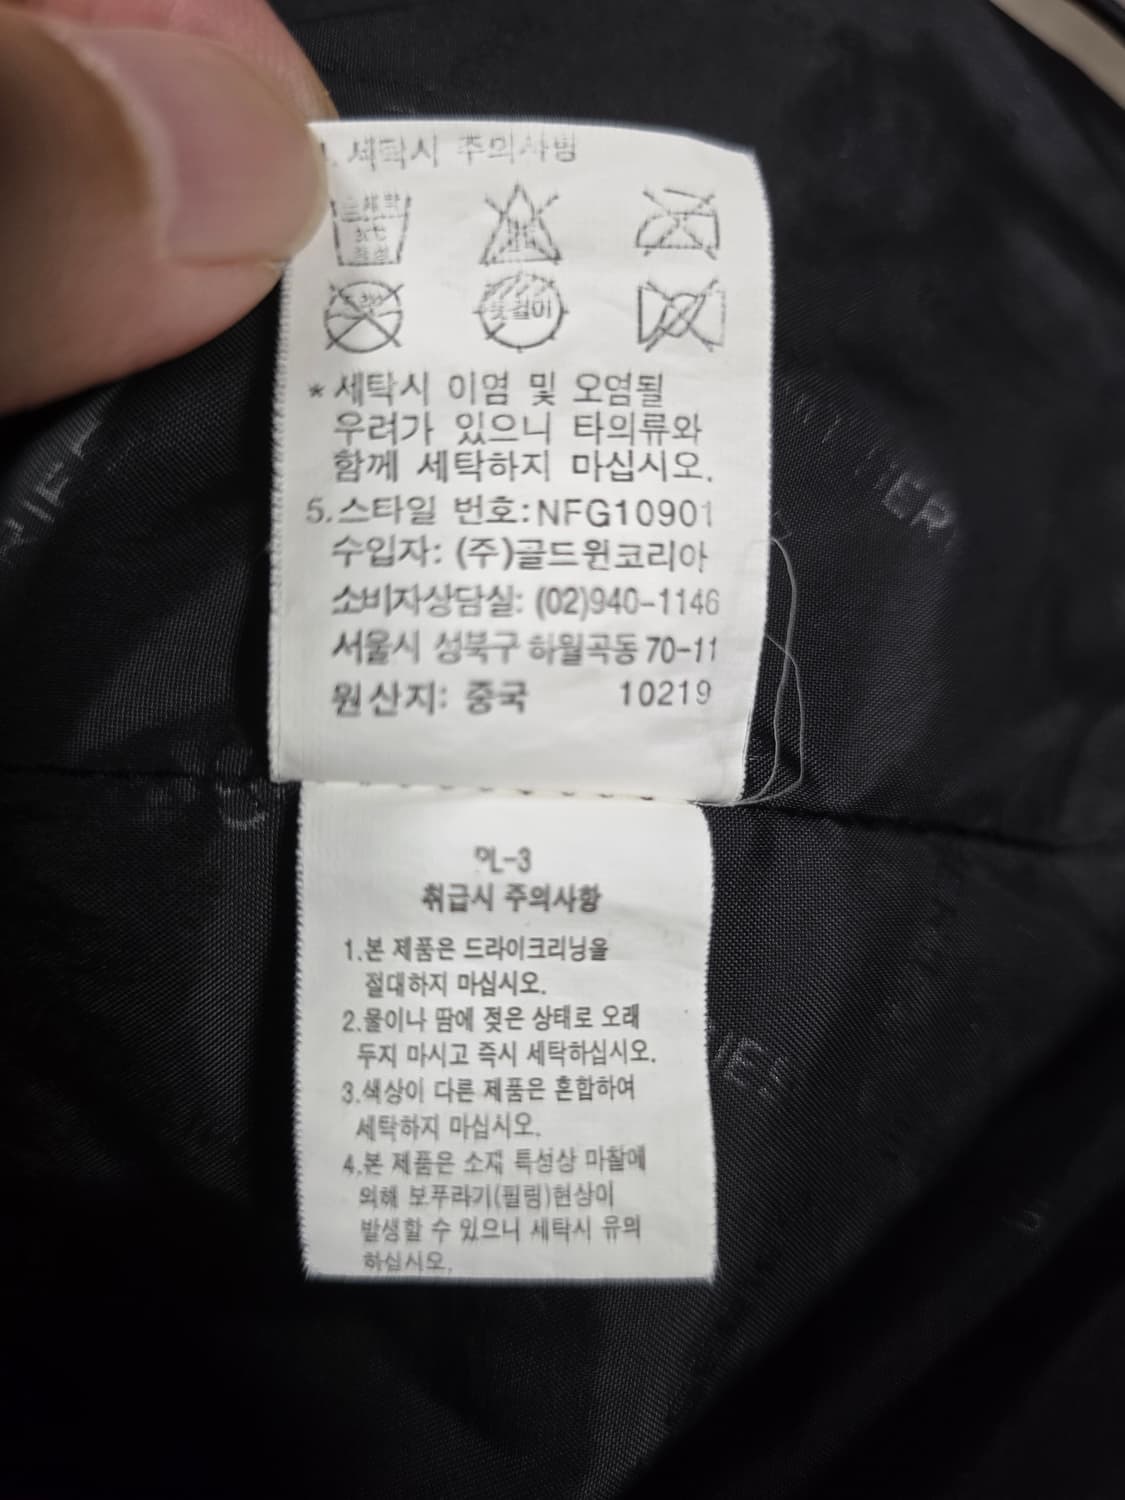 세탁시 주의사항
드라이
옷걸이
* 세탁시 이염 및 오염될
우려가 있으니 타의류와
함께 세탁하지 마십시오.
5.스타일 번호:NFG10901
수입자: (주)골드윈코리아
소비자상담실: (02)940-1146
서울시 성북구 하월곡동 70-11
원산지: 중국 10219
PL-3
취급시 주의사항
1.본 제품은 드라이크리닝을
절대하지 마십시오.
2.물이나 땀에 젖은 상태로 오래
두지 마시고 즉시 세탁하십시오.
3.색상이 다른 제품은 혼합하여
세탁하지 마십시오.
4.본 제품은 소재 특성상 마찰에
의해 보푸라기(필링)현상이
발생할 수 있으니 세탁시 유의
하십시오.